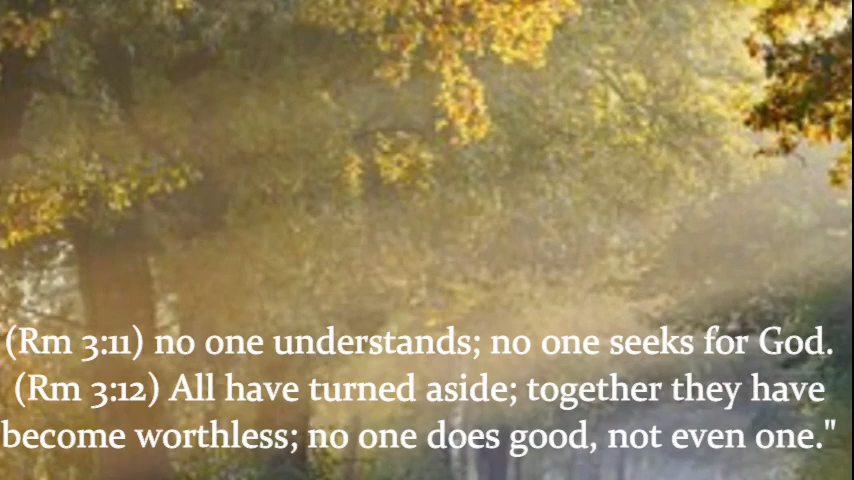 (Rm 3:11) no one understands; no one seeks for God.
(Rm 3:12) All have turned aside; together they have
become worthless; no one does good, not even one."